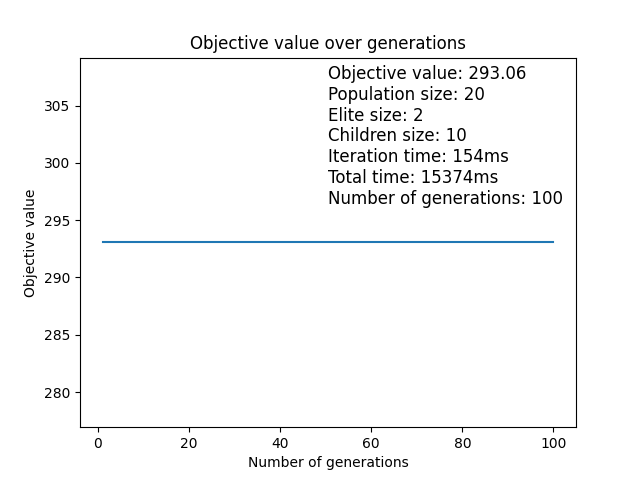 Objective value over generations
Objective value: 293.06
Population size: 20
Elite size: 2
Children size: 10
Iteration time: 154ms
Total time: 15374ms
Number of generations: 100
Objective value
305
300
295
290
285
280
0 20 40 60 80 100
Number of generations